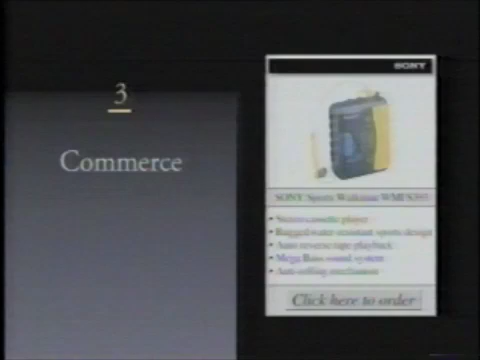 3
Commerce
SONY
SONY Sports Walkman
• Stereo cassette player
• Rugged water-resistant sports design
• Auto reverse tape playback
• Mega Bass sound system
• Anti-rolling mechanism
Click here to order